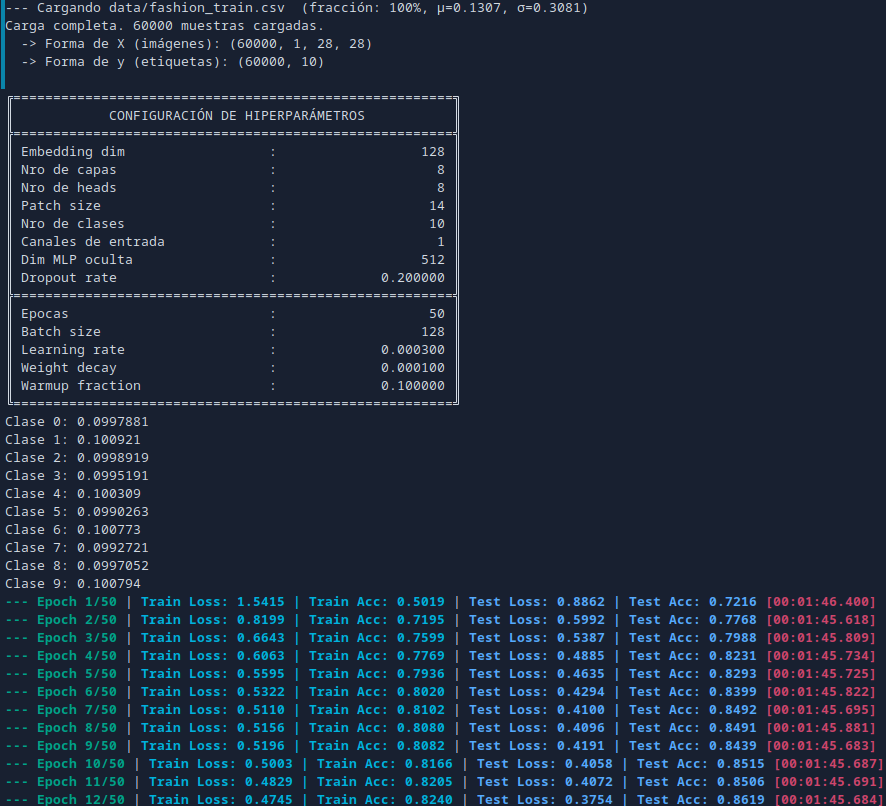 --- Cargando data/fashion_train.csv  (fracción: 100%, μ=0.1307, σ=0.3081)
Carga completa. 60000 muestras cargadas.
  -> Forma de X (imágenes): (60000, 1, 28, 28)
  -> Forma de y (etiquetas): (60000, 10)
CONFIGURACIÓN DE HIPERPARÁMETROS
Embedding dim : 128
Nro de capas : 8
Nro de heads : 8
Patch size : 14
Nro de clases : 10
Canales de entrada : 1
Dim MLP oculta : 512
Dropout rate : 0.200000
Epocas : 50
Batch size : 128
Learning rate : 0.000300
Weight decay : 0.000100
Warmup fraction : 0.100000
Clase 0: 0.0997881
Clase 1: 0.100921
Clase 2: 0.0998919
Clase 3: 0.0995191
Clase 4: 0.100309
Clase 5: 0.0990263
Clase 6: 0.100773
Clase 7: 0.0992721
Clase 8: 0.0997052
Clase 9: 0.100794
--- Epoch 1/50 | Train Loss: 1.5415 | Train Acc: 0.5019 | Test Loss: 0.8862 | Test Acc: 0.7216 [00:01:46.400]
--- Epoch 2/50 | Train Loss: 0.8199 | Train Acc: 0.7195 | Test Loss: 0.5992 | Test Acc: 0.7768 [00:01:45.618]
--- Epoch 3/50 | Train Loss: 0.6643 | Train Acc: 0.7599 | Test Loss: 0.5387 | Test Acc: 0.7988 [00:01:45.809]
--- Epoch 4/50 | Train Loss: 0.6063 | Train Acc: 0.7769 | Test Loss: 0.4885 | Test Acc: 0.8231 [00:01:45.734]
--- Epoch 5/50 | Train Loss: 0.5595 | Train Acc: 0.7936 | Test Loss: 0.4635 | Test Acc: 0.8293 [00:01:45.725]
--- Epoch 6/50 | Train Loss: 0.5322 | Train Acc: 0.8020 | Test Loss: 0.4294 | Test Acc: 0.8399 [00:01:45.822]
--- Epoch 7/50 | Train Loss: 0.5110 | Train Acc: 0.8102 | Test Loss: 0.4100 | Test Acc: 0.8492 [00:01:45.695]
--- Epoch 8/50 | Train Loss: 0.5156 | Train Acc: 0.8080 | Test Loss: 0.4096 | Test Acc: 0.8491 [00:01:45.881]
--- Epoch 9/50 | Train Loss: 0.5196 | Train Acc: 0.8082 | Test Loss: 0.4191 | Test Acc: 0.8439 [00:01:45.683]
--- Epoch 10/50 | Train Loss: 0.5003 | Train Acc: 0.8166 | Test Loss: 0.4058 | Test Acc: 0.8515 [00:01:45.687]
--- Epoch 11/50 | Train Loss: 0.4829 | Train Acc: 0.8205 | Test Loss: 0.4072 | Test Acc: 0.8506 [00:01:45.691]
--- Epoch 12/50 | Train Loss: 0.4745 | Train Acc: 0.8240 | Test Loss: 0.3754 | Test Acc: 0.8619 [00:01:45.684]